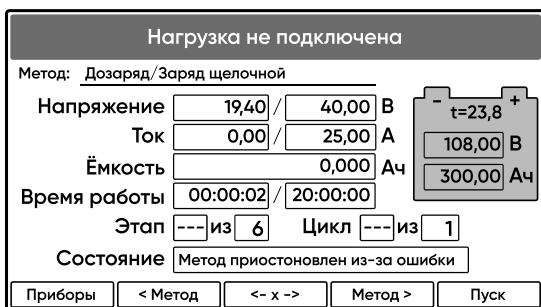 Нагрузка не подключена
Метод: Дозаряд/Заряд щелочной
Напряжение 19,40 / 40,00 В
Ток 0,00 / 25,00 А
Ёмкость 0,000 Ач
Время работы 00:00:02 / 20:00:00
Этап --- из 6 Цикл --- из 1
Состояние Метод приостоновлен из-за ошибки
- +
t=23,8
108,00 В
300,00 Ач
Приборы < Метод <- x -> Метод > Пуск